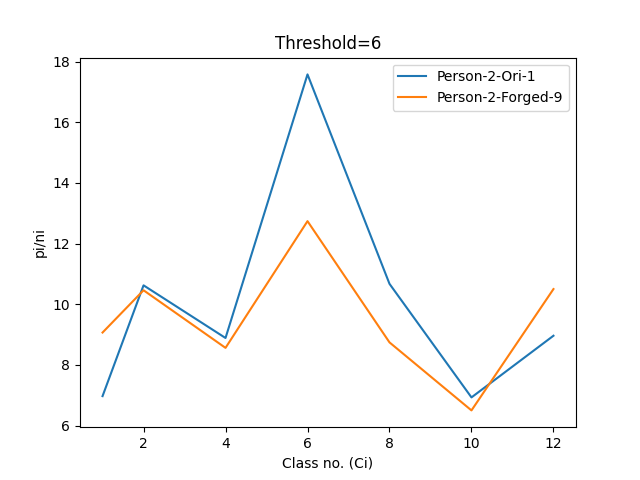 Threshold=6
Person-2-Ori-1
Person-2-Forged-9
18
16
14
12
10
8
6
pi/ni
2 4 6 8 10 12
Class no. (Ci)